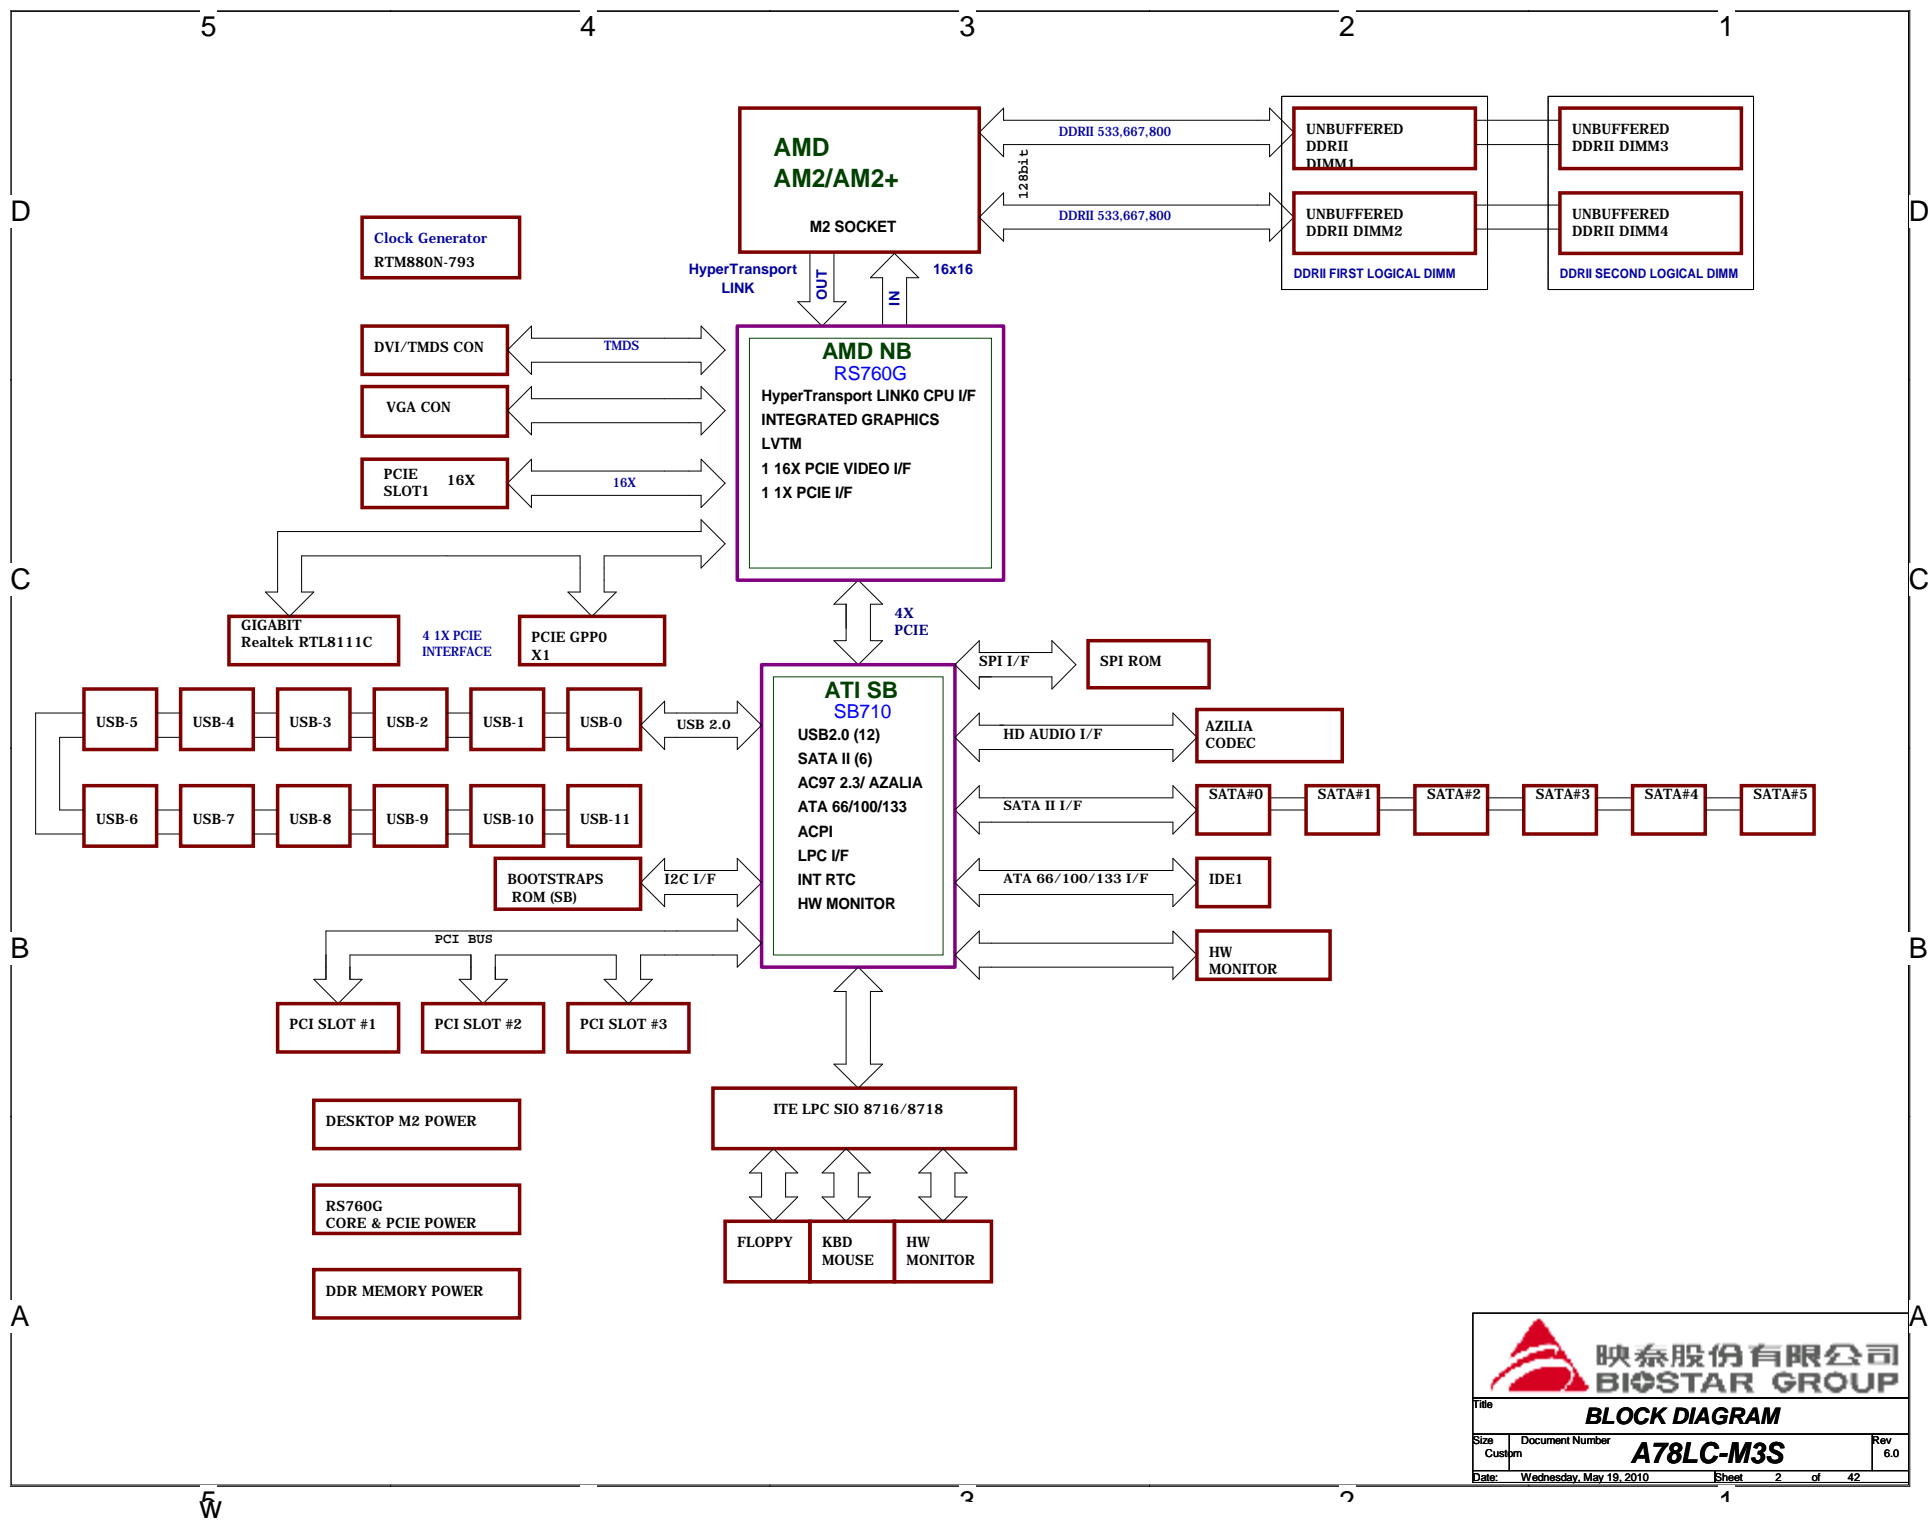 5 4 3 2 1
AMD
AM2/AM2+
M2 SOCKET
DDRII 533,667,800
128bit
DDRII 533,667,800
UNBUFFERED
DDRII
DIMM1
UNBUFFERED
DDRII DIMM3
UNBUFFERED
DDRII DIMM2
UNBUFFERED
DDRII DIMM4
DDRII FIRST LOGICAL DIMM
DDRII SECOND LOGICAL DIMM
D D
Clock Generator
RTM880N-793
HyperTransport
LINK
OUT
IN
16x16
DVI/TMDS CON
TMDS
VGA CON
PCIE
SLOT1
16X
16X
AMD NB
RS760G
HyperTransport LINK0 CPU I/F
INTEGRATED GRAPHICS
LVTM
1 16X PCIE VIDEO I/F
1 1X PCIE I/F
C C
GIGABIT
Realtek RTL8111C
4 1X PCIE
INTERFACE
PCIE GPP0
X1
4X
PCIE
SPI I/F
SPI ROM
USB-5
USB-4
USB-3
USB-2
USB-1
USB-0
USB 2.0
ATI SB
SB710
USB2.0 (12)
SATA II (6)
AC97 2.3/ AZALIA
ATA 66/100/133
ACPI
LPC I/F
INT RTC
HW MONITOR
HD AUDIO I/F
AZILIA
CODEC
USB-6
USB-7
USB-8
USB-9
USB-10
USB-11
SATA II I/F
SATA#0
SATA#1
SATA#2
SATA#3
SATA#4
SATA#5
BOOTSTRAPS
ROM (SB)
I2C I/F
ATA 66/100/133 I/F
IDE1
B B
PCI BUS
HW
MONITOR
PCI SLOT #1
PCI SLOT #2
PCI SLOT #3
ITE LPC SIO 8716/8718
DESKTOP M2 POWER
RS760G
CORE & PCIE POWER
DDR MEMORY POWER
FLOPPY
KBD
MOUSE
HW
MONITOR
A A
映泰股份有限公司
BIOSTAR GROUP
Title
BLOCK DIAGRAM
Size
Custom
Document Number
A78LC-M3S
Rev
6.0
Date: Wednesday, May 19, 2010 Sheet 2 of 42
5 3 2 1
W